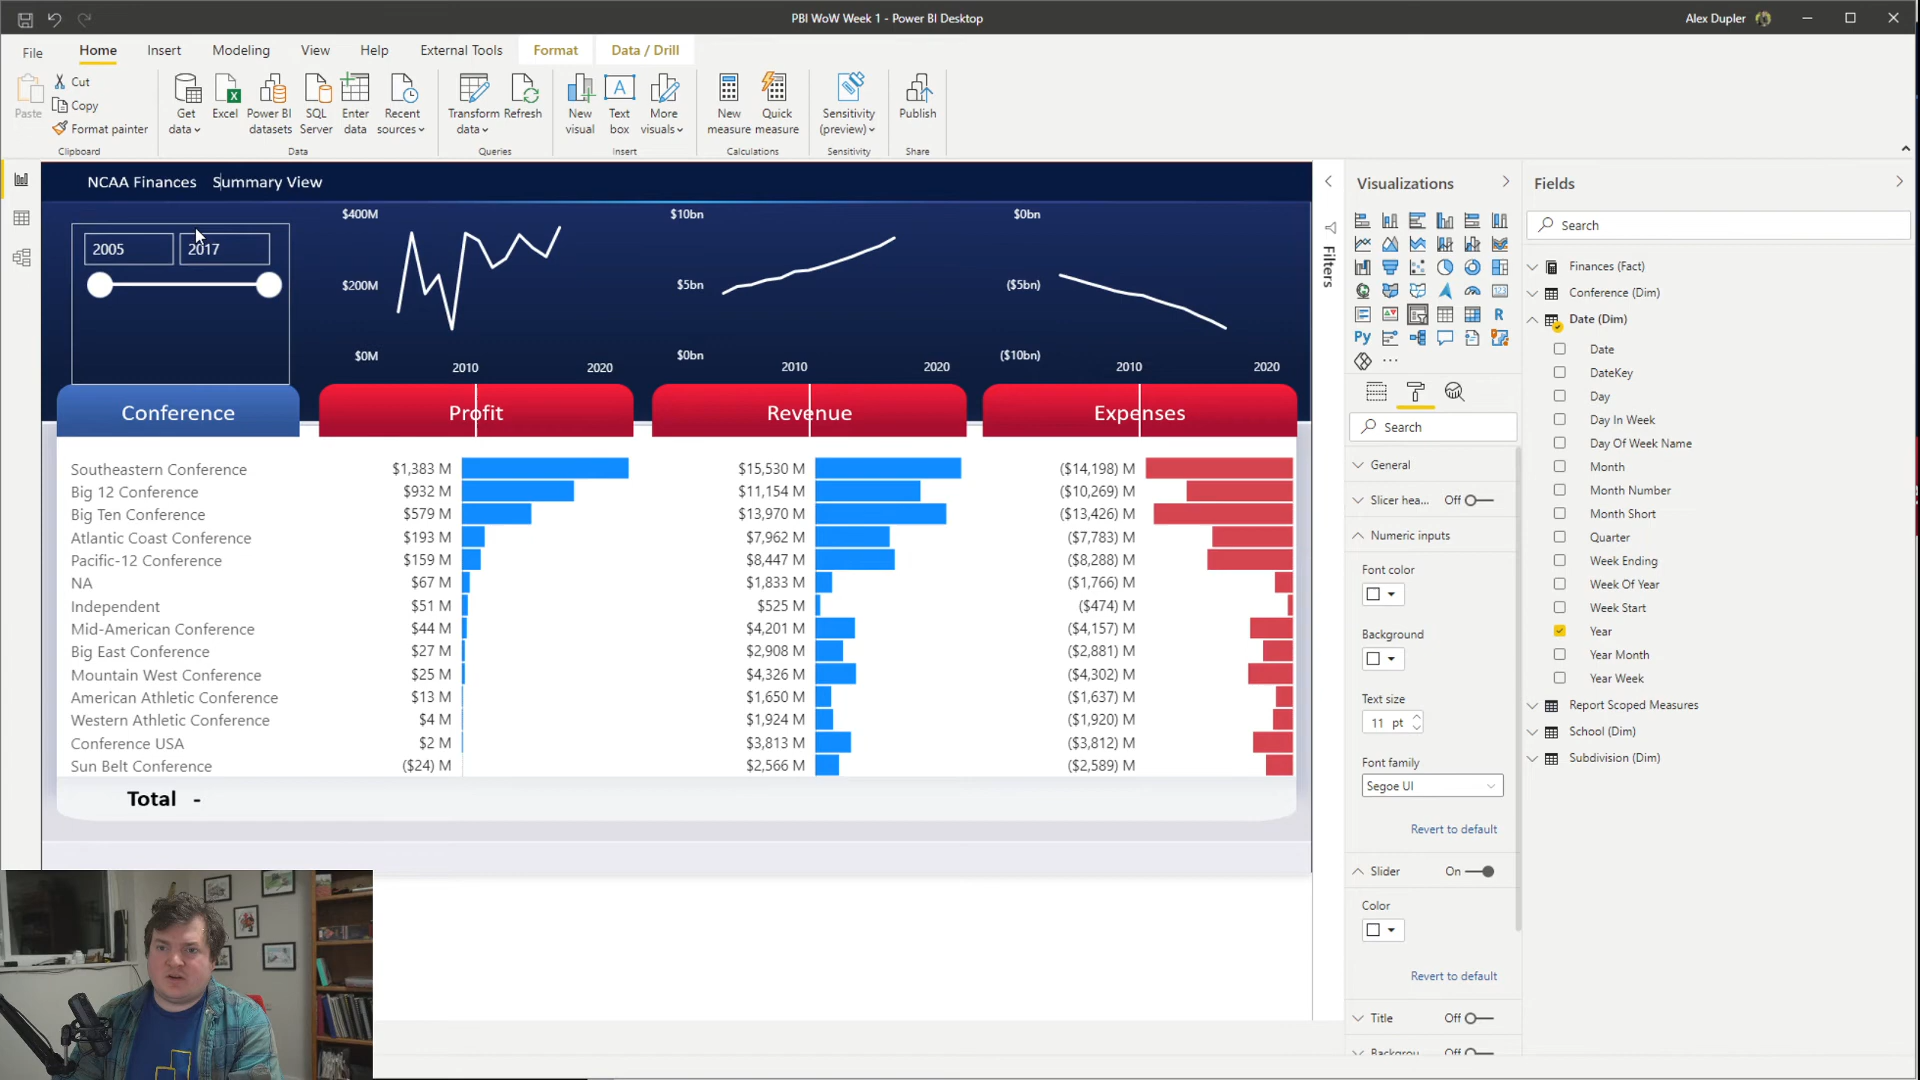 PBI WoW Week 1 - Power BI Desktop
Alex Dupler
File
Home
Insert
Modeling
View
Help
External Tools
Format
Data / Drill
Paste
Cut
Copy
Format painter
Clipboard
Get data
Excel
Power BI datasets
SQL Server
Enter data
Recent sources
Data
Transform data
Refresh
Queries
New visual
A
Text box
More visuals
Insert
New measure
Quick measure
Calculations
Sensitivity (preview)
Sensitivity
Publish
Share
NCAA Finances Summary View
2005
2017
$400M
$200M
$0M
2010
2020
$10bn
$5bn
$0bn
2010
2020
$0bn
($5bn)
($10bn)
2010
2020
Conference
Profit
Revenue
Expenses
Southeastern Conference $1,383 M $15,530 M ($14,198) M
Big 12 Conference $932 M $11,154 M ($10,269) M
Big Ten Conference $579 M $13,970 M ($13,426) M
Atlantic Coast Conference $193 M $7,962 M ($7,783) M
Pacific-12 Conference $159 M $8,447 M ($8,288) M
NA $67 M $1,833 M ($1,766) M
Independent $51 M $525 M ($474) M
Mid-American Conference $44 M $4,201 M ($4,157) M
Big East Conference $27 M $2,908 M ($2,881) M
Mountain West Conference $25 M $4,326 M ($4,302) M
American Athletic Conference $13 M $1,650 M ($1,637) M
Western Athletic Conference $4 M $1,924 M ($1,920) M
Conference USA $2 M $3,813 M ($3,812) M
Sun Belt Conference ($24) M $2,566 M ($2,589) M
Total -
Filters
Visualizations
123
R
Py
Search
General
Slicer hea... Off
Numeric inputs
Font color
Background
Text size
11 pt
Font family
Segoe UI
Revert to default
Slider On
Color
Revert to default
Title Off
Backgrou Off
Fields
Search
Finances (Fact)
Conference (Dim)
Date (Dim)
Date
DateKey
Day
Day In Week
Day Of Week Name
Month
Month Number
Month Short
Quarter
Week Ending
Week Of Year
Week Start
Year
Year Month
Year Week
Report Scoped Measures
School (Dim)
Subdivision (Dim)